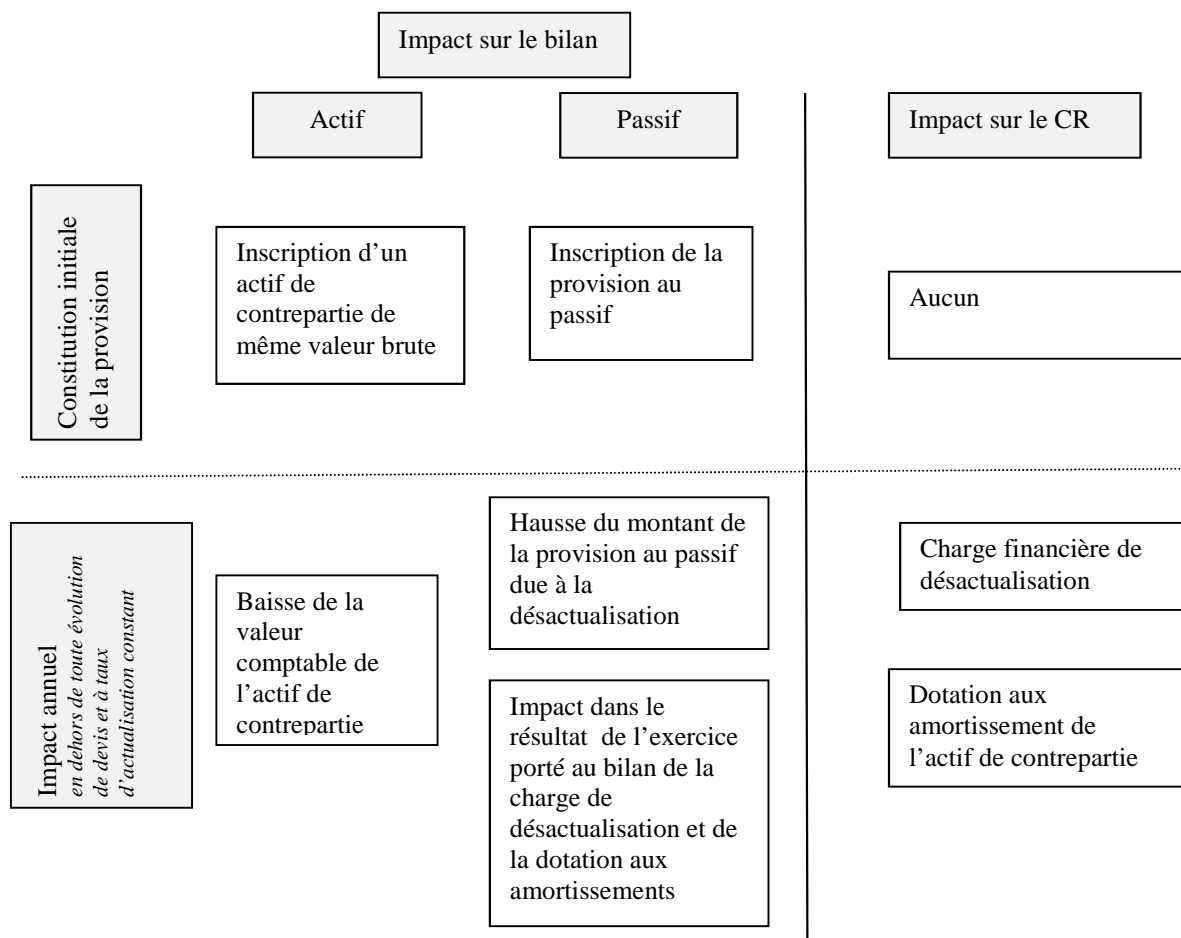 Impact sur le bilan
Actif
Passif
Impact sur le CR
Constitution initiale
de la provision
Inscription d’un
actif de
contrepartie de
même valeur brute
Inscription de la
provision au
passif
Aucun
Impact annuel
en dehors de toute évolution
de devis et à taux
d’actualisation constant
Baisse de la
valeur
comptable de
l’actif de
contrepartie
Hausse du montant de
la provision au passif
due à la
désactualisation
Impact dans le
résultat de l’exercice
porté au bilan de la
charge de
désactualisation et de
la dotation aux
amortissements
Charge financière de
désactualisation
Dotation aux
amortissement de
l’actif de contrepartie